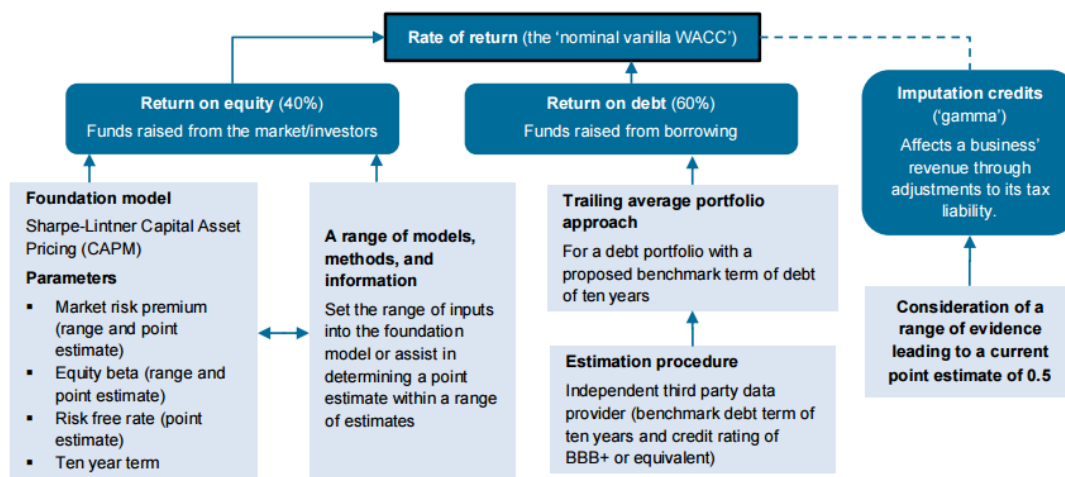 Rate of return (the ‘nominal vanilla WACC’)
Return on equity (40%)
Funds raised from the market/investors
Return on debt (60%)
Funds raised from borrowing
Imputation credits
(‘gamma’)
Affects a business’
revenue through
adjustments to its tax
liability.
Foundation model
Sharpe-Lintner Capital Asset
Pricing (CAPM)
Parameters
▪ Market risk premium
(range and point
estimate)
▪ Equity beta (range and
point estimate)
▪ Risk free rate (point
estimate)
▪ Ten year term
A range of models,
methods, and
information
Set the range of inputs
into the foundation
model or assist in
determining a point
estimate within a range
of estimates
Trailing average portfolio
approach
For a debt portfolio with a
proposed benchmark term of debt
of ten years
Estimation procedure
Independent third party data
provider (benchmark debt term of
ten years and credit rating of
BBB+ or equivalent)
Consideration of a
range of evidence
leading to a current
point estimate of 0.5